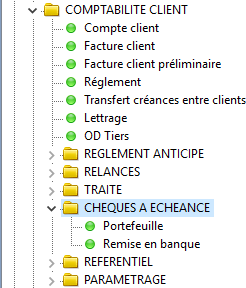 COMPTABILITE CLIENT
Compte client
Facture client
Facture client préliminaire
Réglement
Transfert créances entre clients
Lettrage
OD Tiers
REGLEMENT ANTICIPE
RELANCES
TRAITE
CHEQUES A ECHEANCE
Portefeuille
Remise en banque
REFERENTIEL
PARAMETRAGE